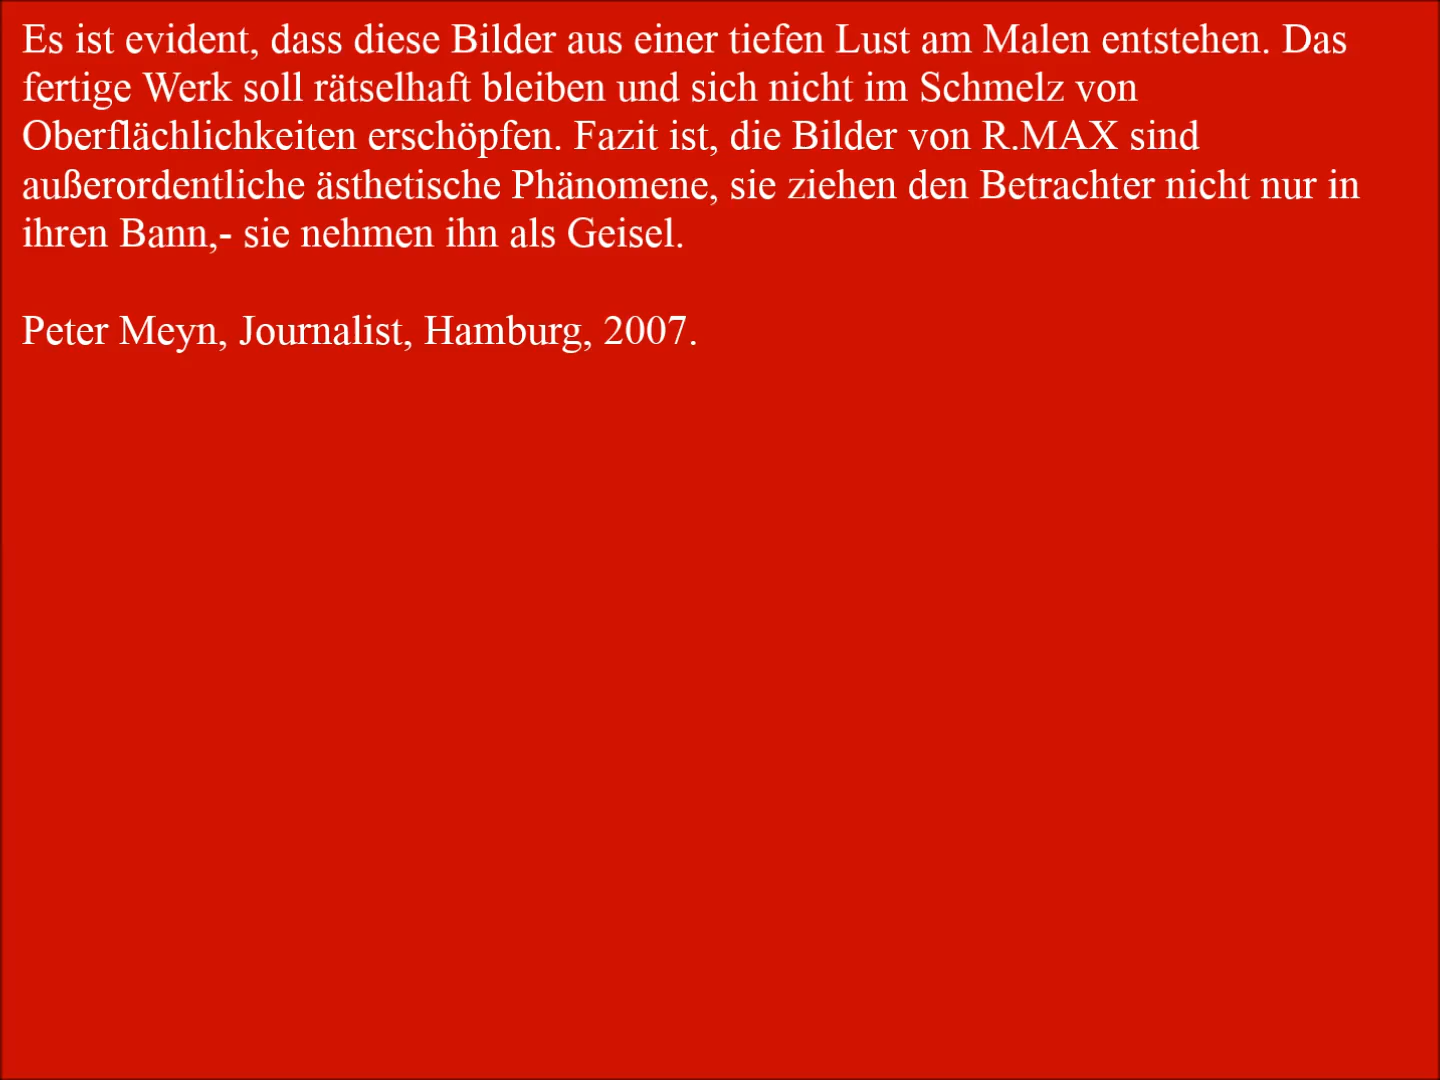 Es ist evident, dass diese Bilder aus einer tiefen Lust am Malen entstehen. Das
fertige Werk soll rätselhaft bleiben und sich nicht im Schmelz von
Oberflächlichkeiten erschöpfen. Fazit ist, die Bilder von R.MAX sind
außerordentliche ästhetische Phänomene, sie ziehen den Betrachter nicht nur in
ihren Bann,- sie nehmen ihn als Geisel.
Peter Meyn, Journalist, Hamburg, 2007.